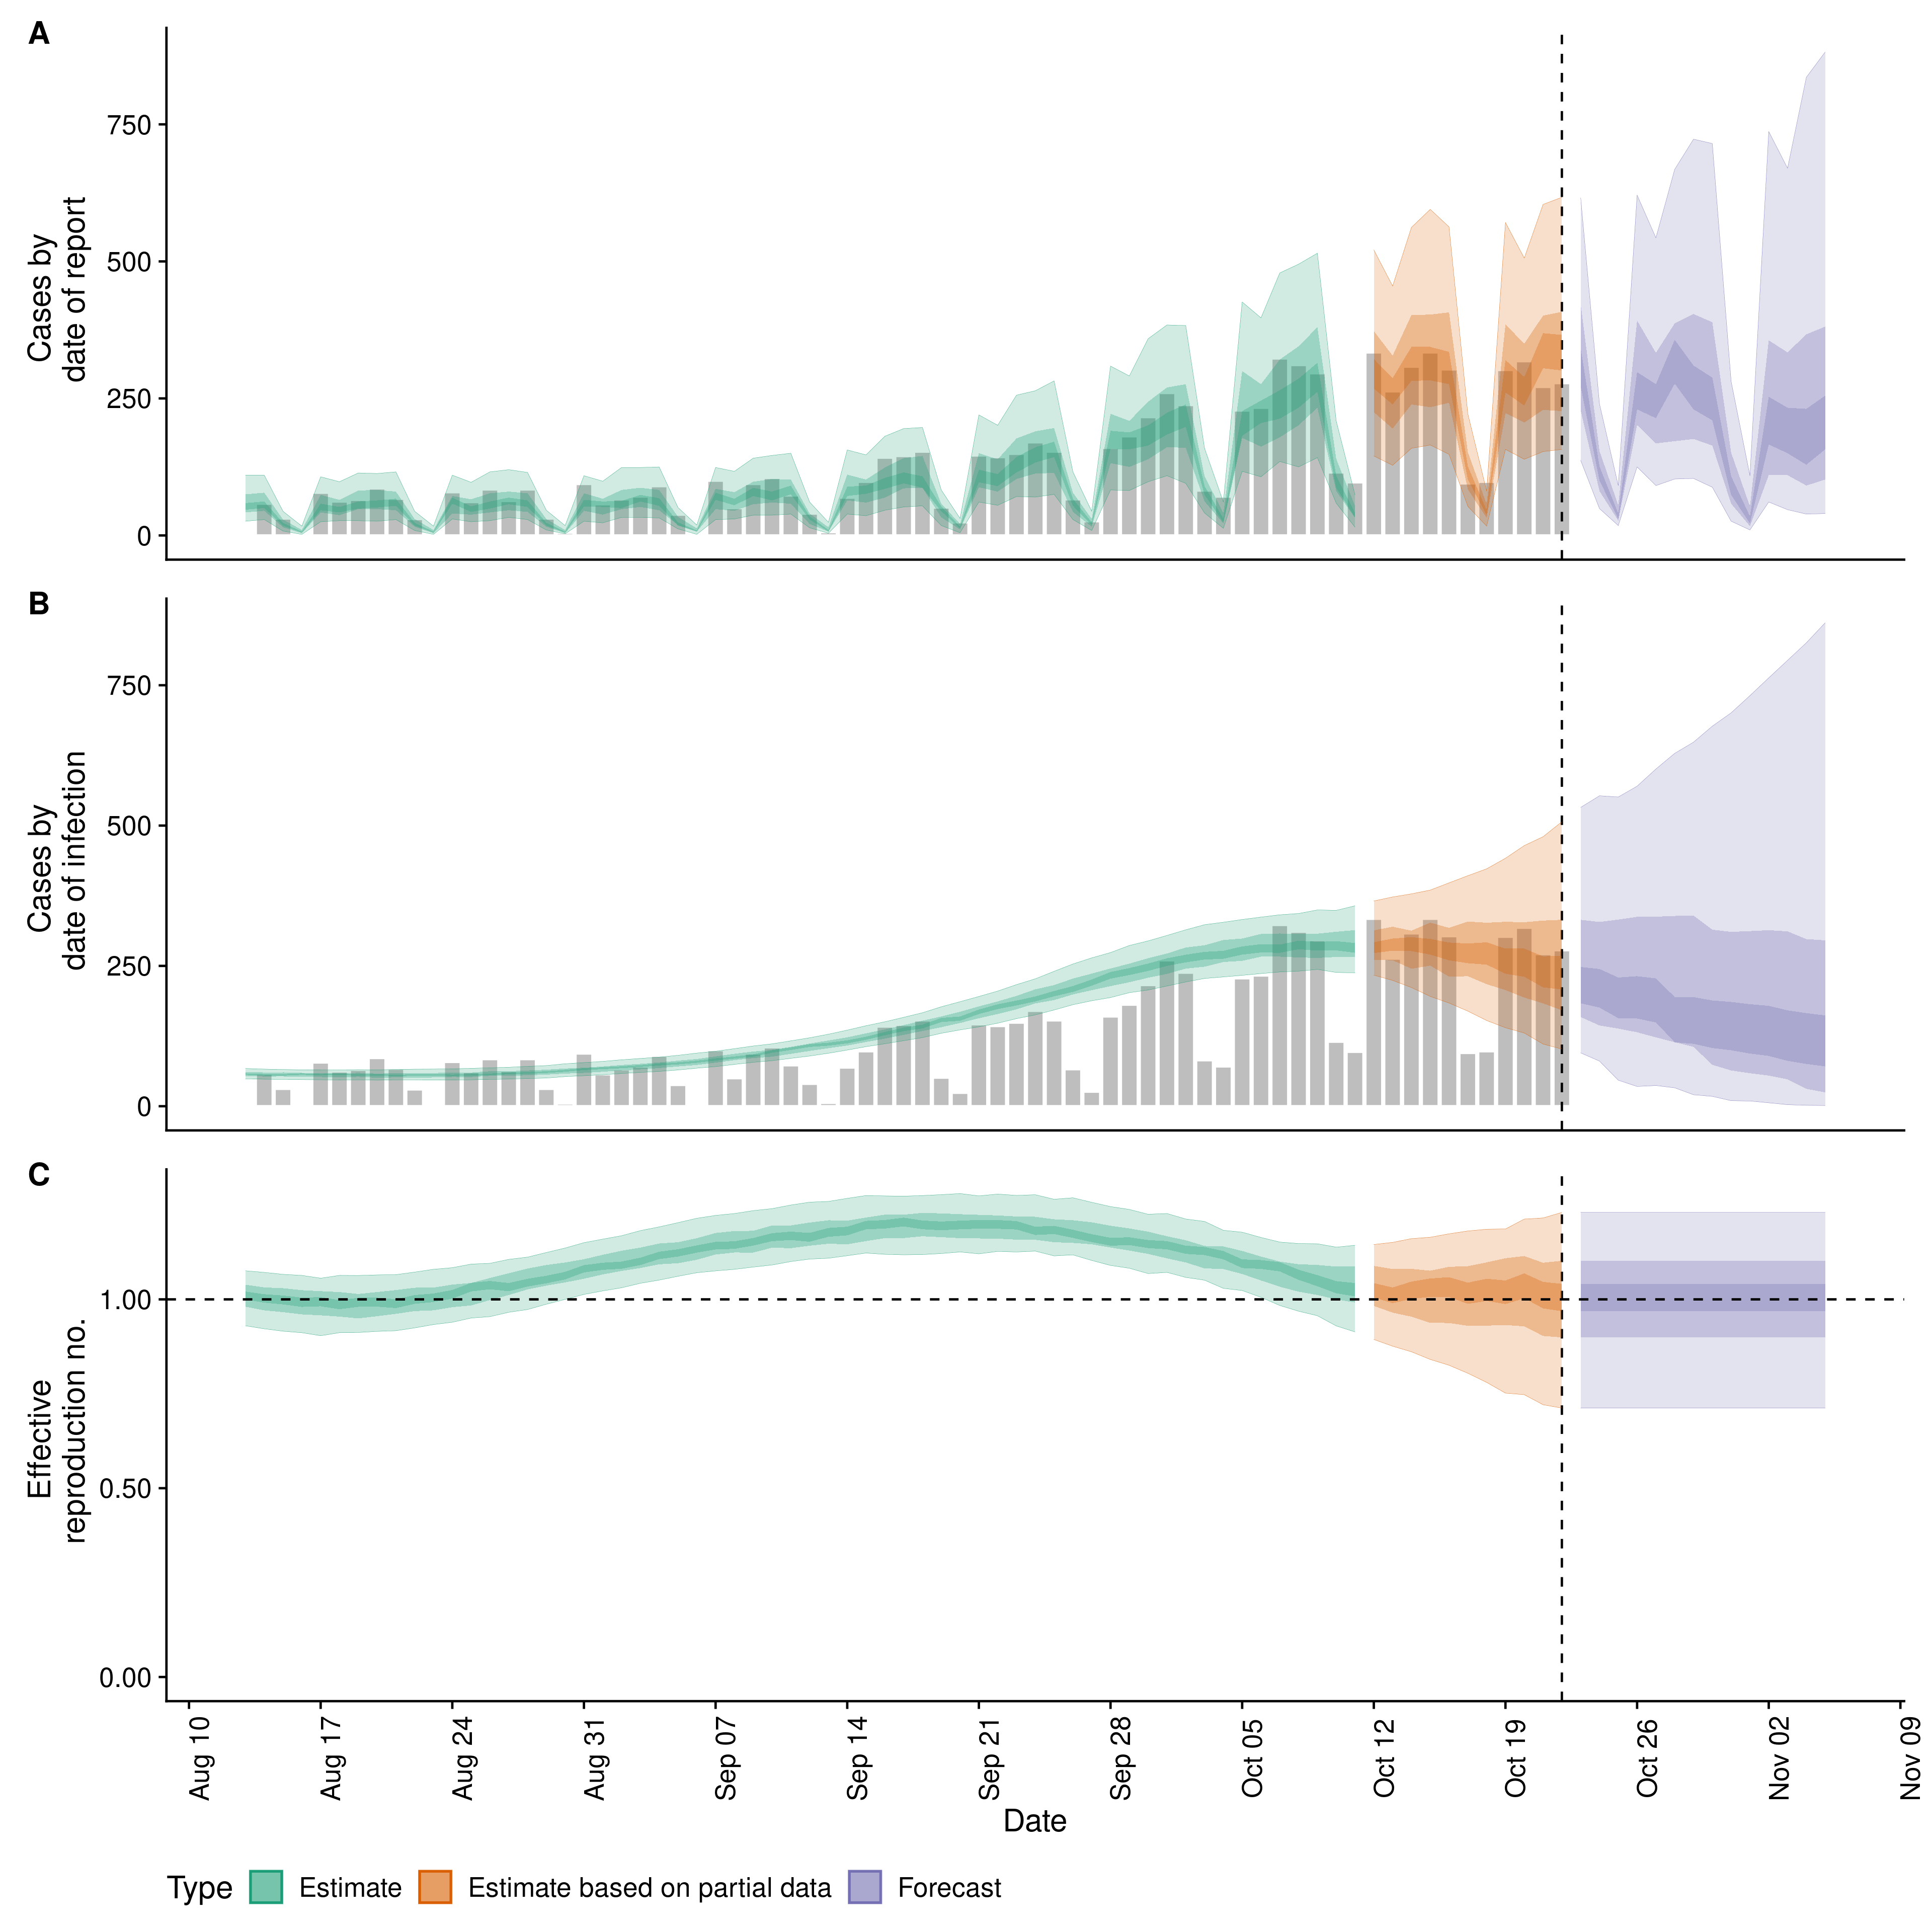 A
Cases by
date of report
750
500
250
0
B
Cases by
date of infection
750
500
250
0
C
Effective
reproduction no.
1.00
0.50
0.00
Aug 10
Aug 17
Aug 24
Aug 31
Sep 07
Sep 14
Sep 21
Sep 28
Oct 05
Oct 12
Oct 19
Oct 26
Nov 02
Nov 09
Date
Type Estimate Estimate based on partial data Forecast